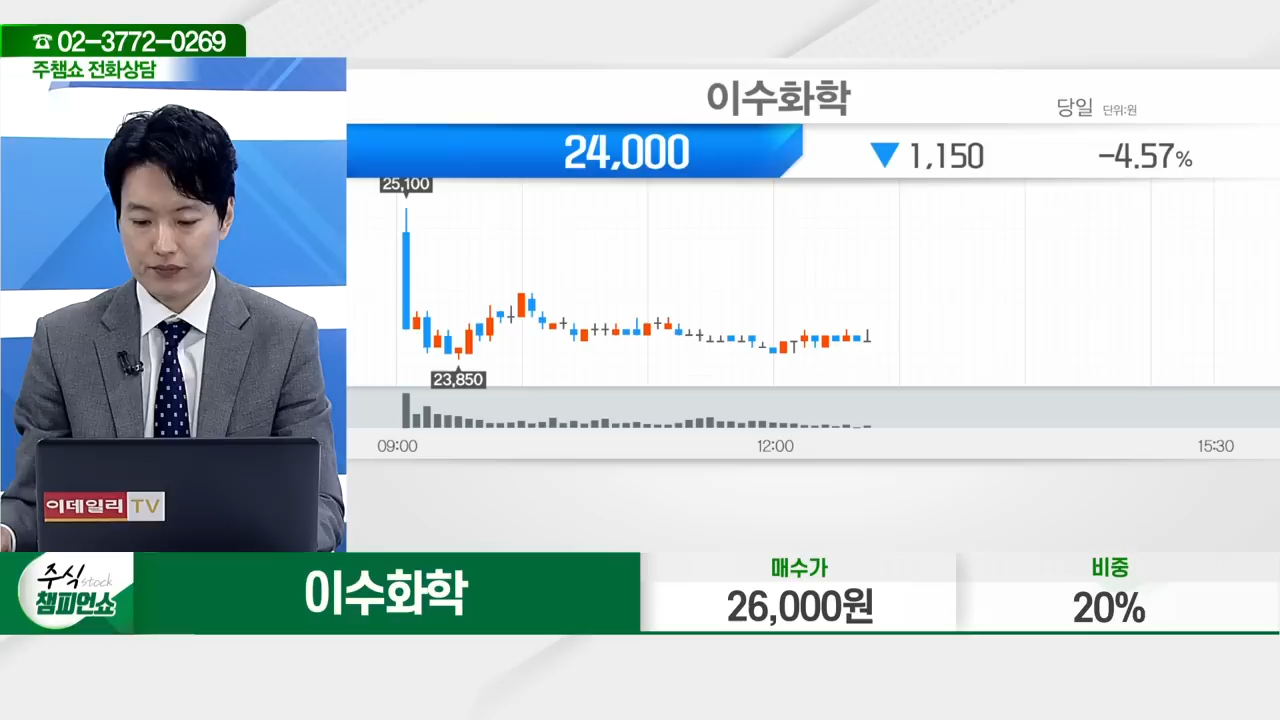 ☎ 02-3772-0269
주챔쇼 전화상담
이수화학
당일 단위:원
24,000 ▼ 1,150 -4.57%
25,100
23,850
09:00 12:00 15:30
이데일리 TV
주식 stock
챔피언쇼
이수화학
매수가
26,000원
비중
20%